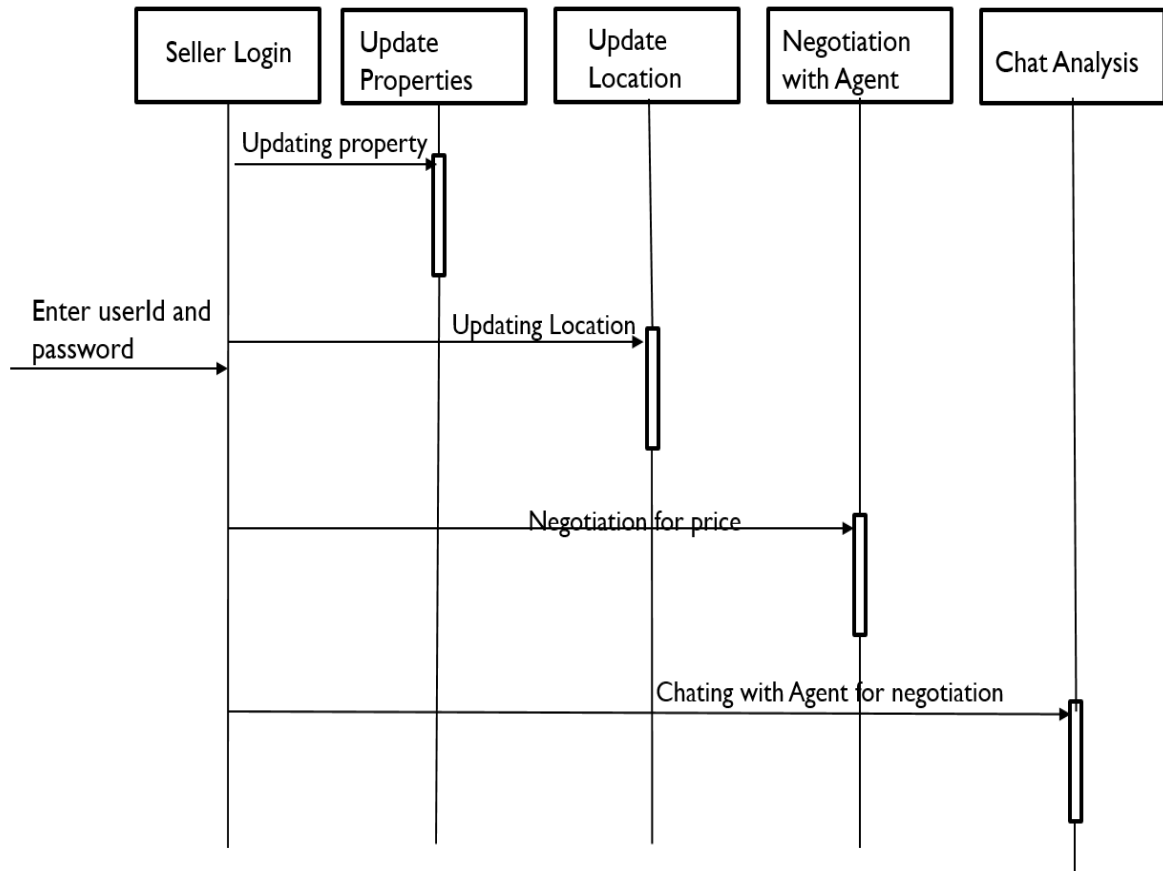 Seller Login
Update
Properties
Update
Location
Negotiation
with Agent
Chat Analysis
Updating property
Enter userId and
password
Updating Location
Negotiation for price
Chating with Agent for negotiation